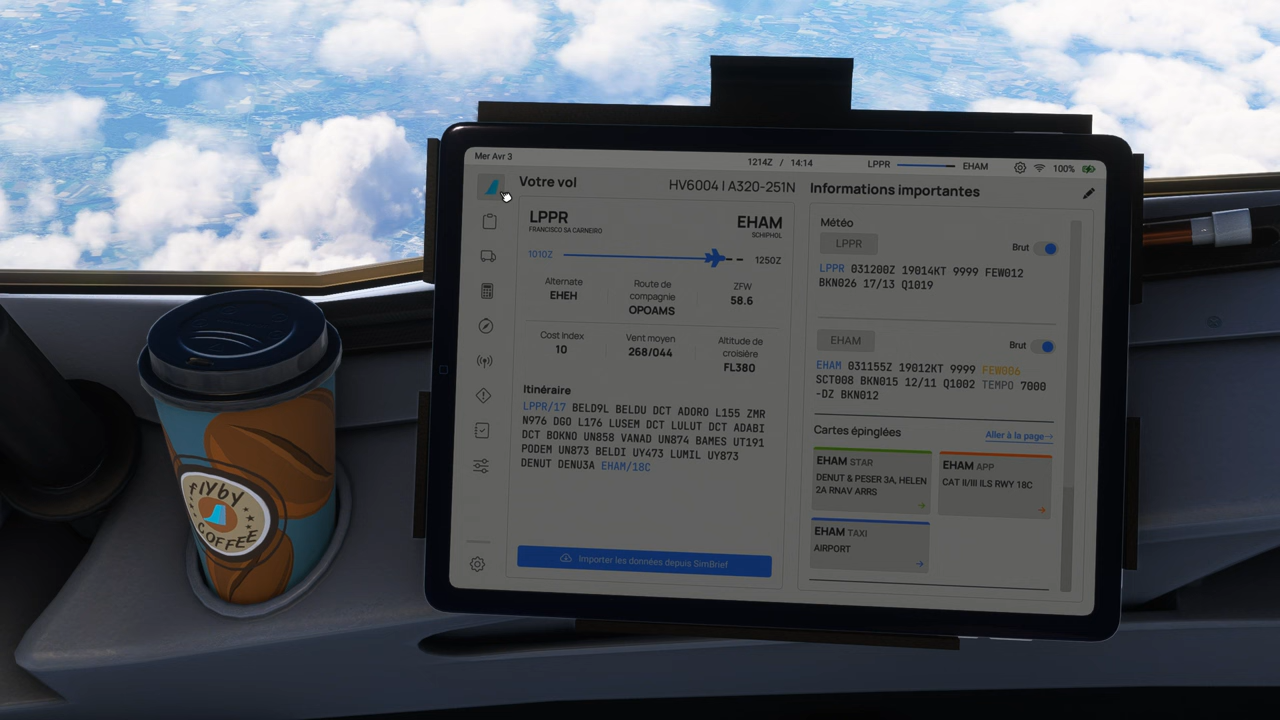 Mer Avr 3
1214Z / 14:14
LPPR EHAM
100%
Votre vol
HV6004 | A320-251N
LPPR
FRANCISCO SA CARNEIRO
EHAM
SCHIPHOL
1010Z
1250Z
Alternate
EHEH
Route de
compagnie
OPOAMS
ZFW
58.6
Cost Index
10
Vent moyen
268/044
Altitude de
croisière
FL380
Itinéraire
LPPR/17 BELD9L BELDU DCT ADORO L155 ZMR
N976 DGO L176 LUSEM DCT LULUT DCT ADABI
DCT BOKNO UN858 VANAD UN874 BAMES UT191
PODEM UN873 BELDI UY473 LUMIL UY873
DENUT DENU3A EHAM/18C
Importer les données depuis SimBrief
Informations importantes
Météo
LPPR
Brut
LPPR 031200Z 19014KT 9999 FEW012
BKN026 17/13 Q1019
EHAM
Brut
EHAM 031155Z 19012KT 9999 FEW006
SCT008 BKN015 12/11 Q1002 TEMPO 7000
-DZ BKN012
Cartes épinglées
Aller à la page
EHAM STAR
DENUT & PESER 3A, HELEN
2A RNAV ARRS
EHAM APP
CAT II/III ILS RWY 18C
EHAM TAXI
AIRPORT
flyby
COFFEE